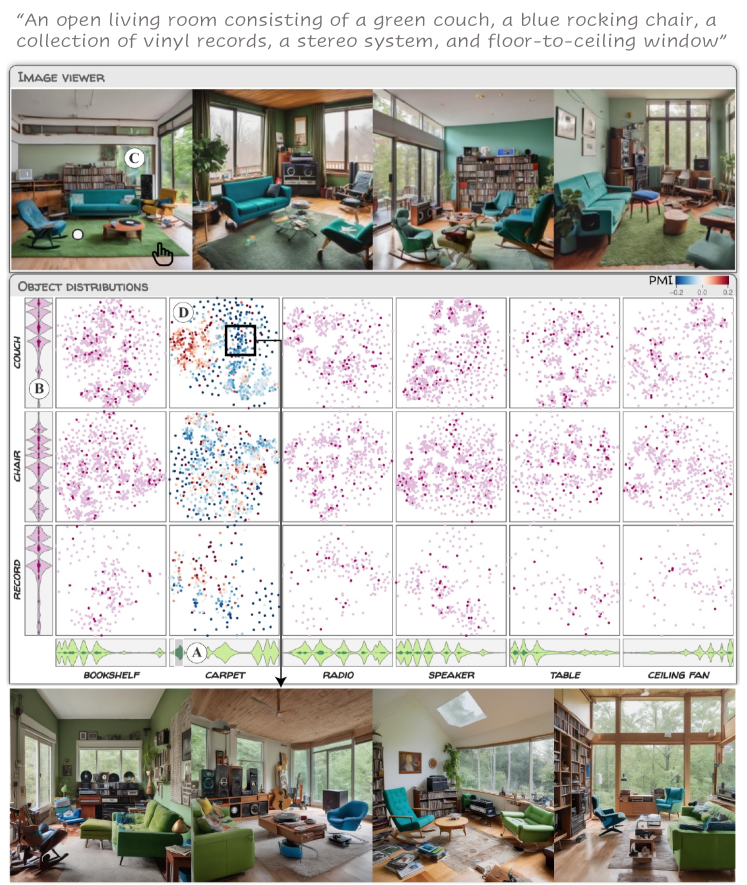 “An open living room consisting of a green couch, a blue rocking chair, a
collection of vinyl records, a stereo system, and floor-to-ceiling window”
IMAGE VIEWER
C
OBJECT DISTRIBUTIONS
PMI
-0.2 0.0 0.2
COUCH
B
D
CHAIR
RECORD
A
BOOKSHELF CARPET RADIO SPEAKER TABLE CEILING FAN